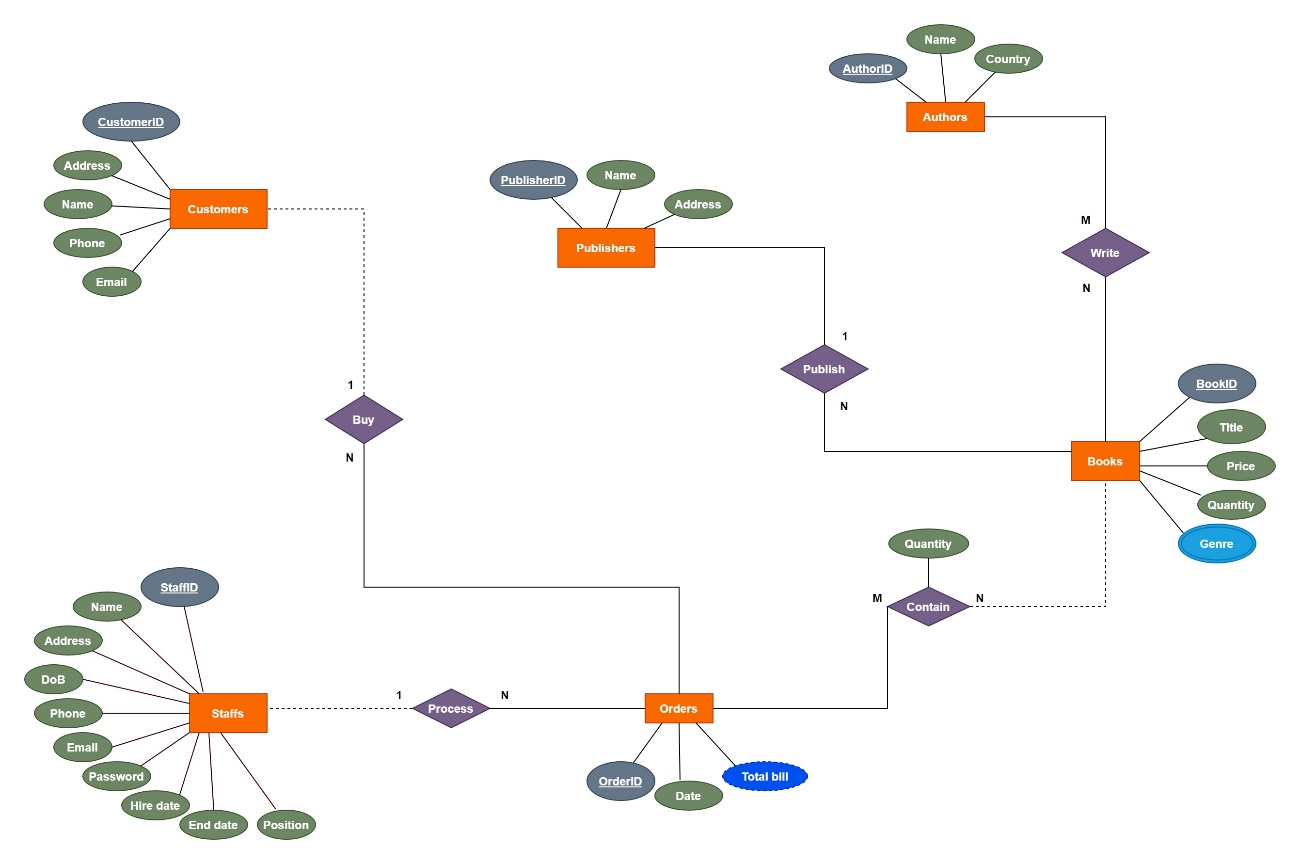 Name
Country
AuthorID
Authors
CustomerID
Address
Name
Phone
Email
Customers
PublisherID
Name
Address
Publishers
M
Write
N
1
Publish
N
1
Buy
N
BookID
Title
Price
Quantity
Genre
Books
Quantity
M
Contain
N
StaffID
Name
Address
DoB
Phone
Email
Password
Hire date
End date
Position
Staffs
1
Process
N
Orders
OrderID
Date
Total bill